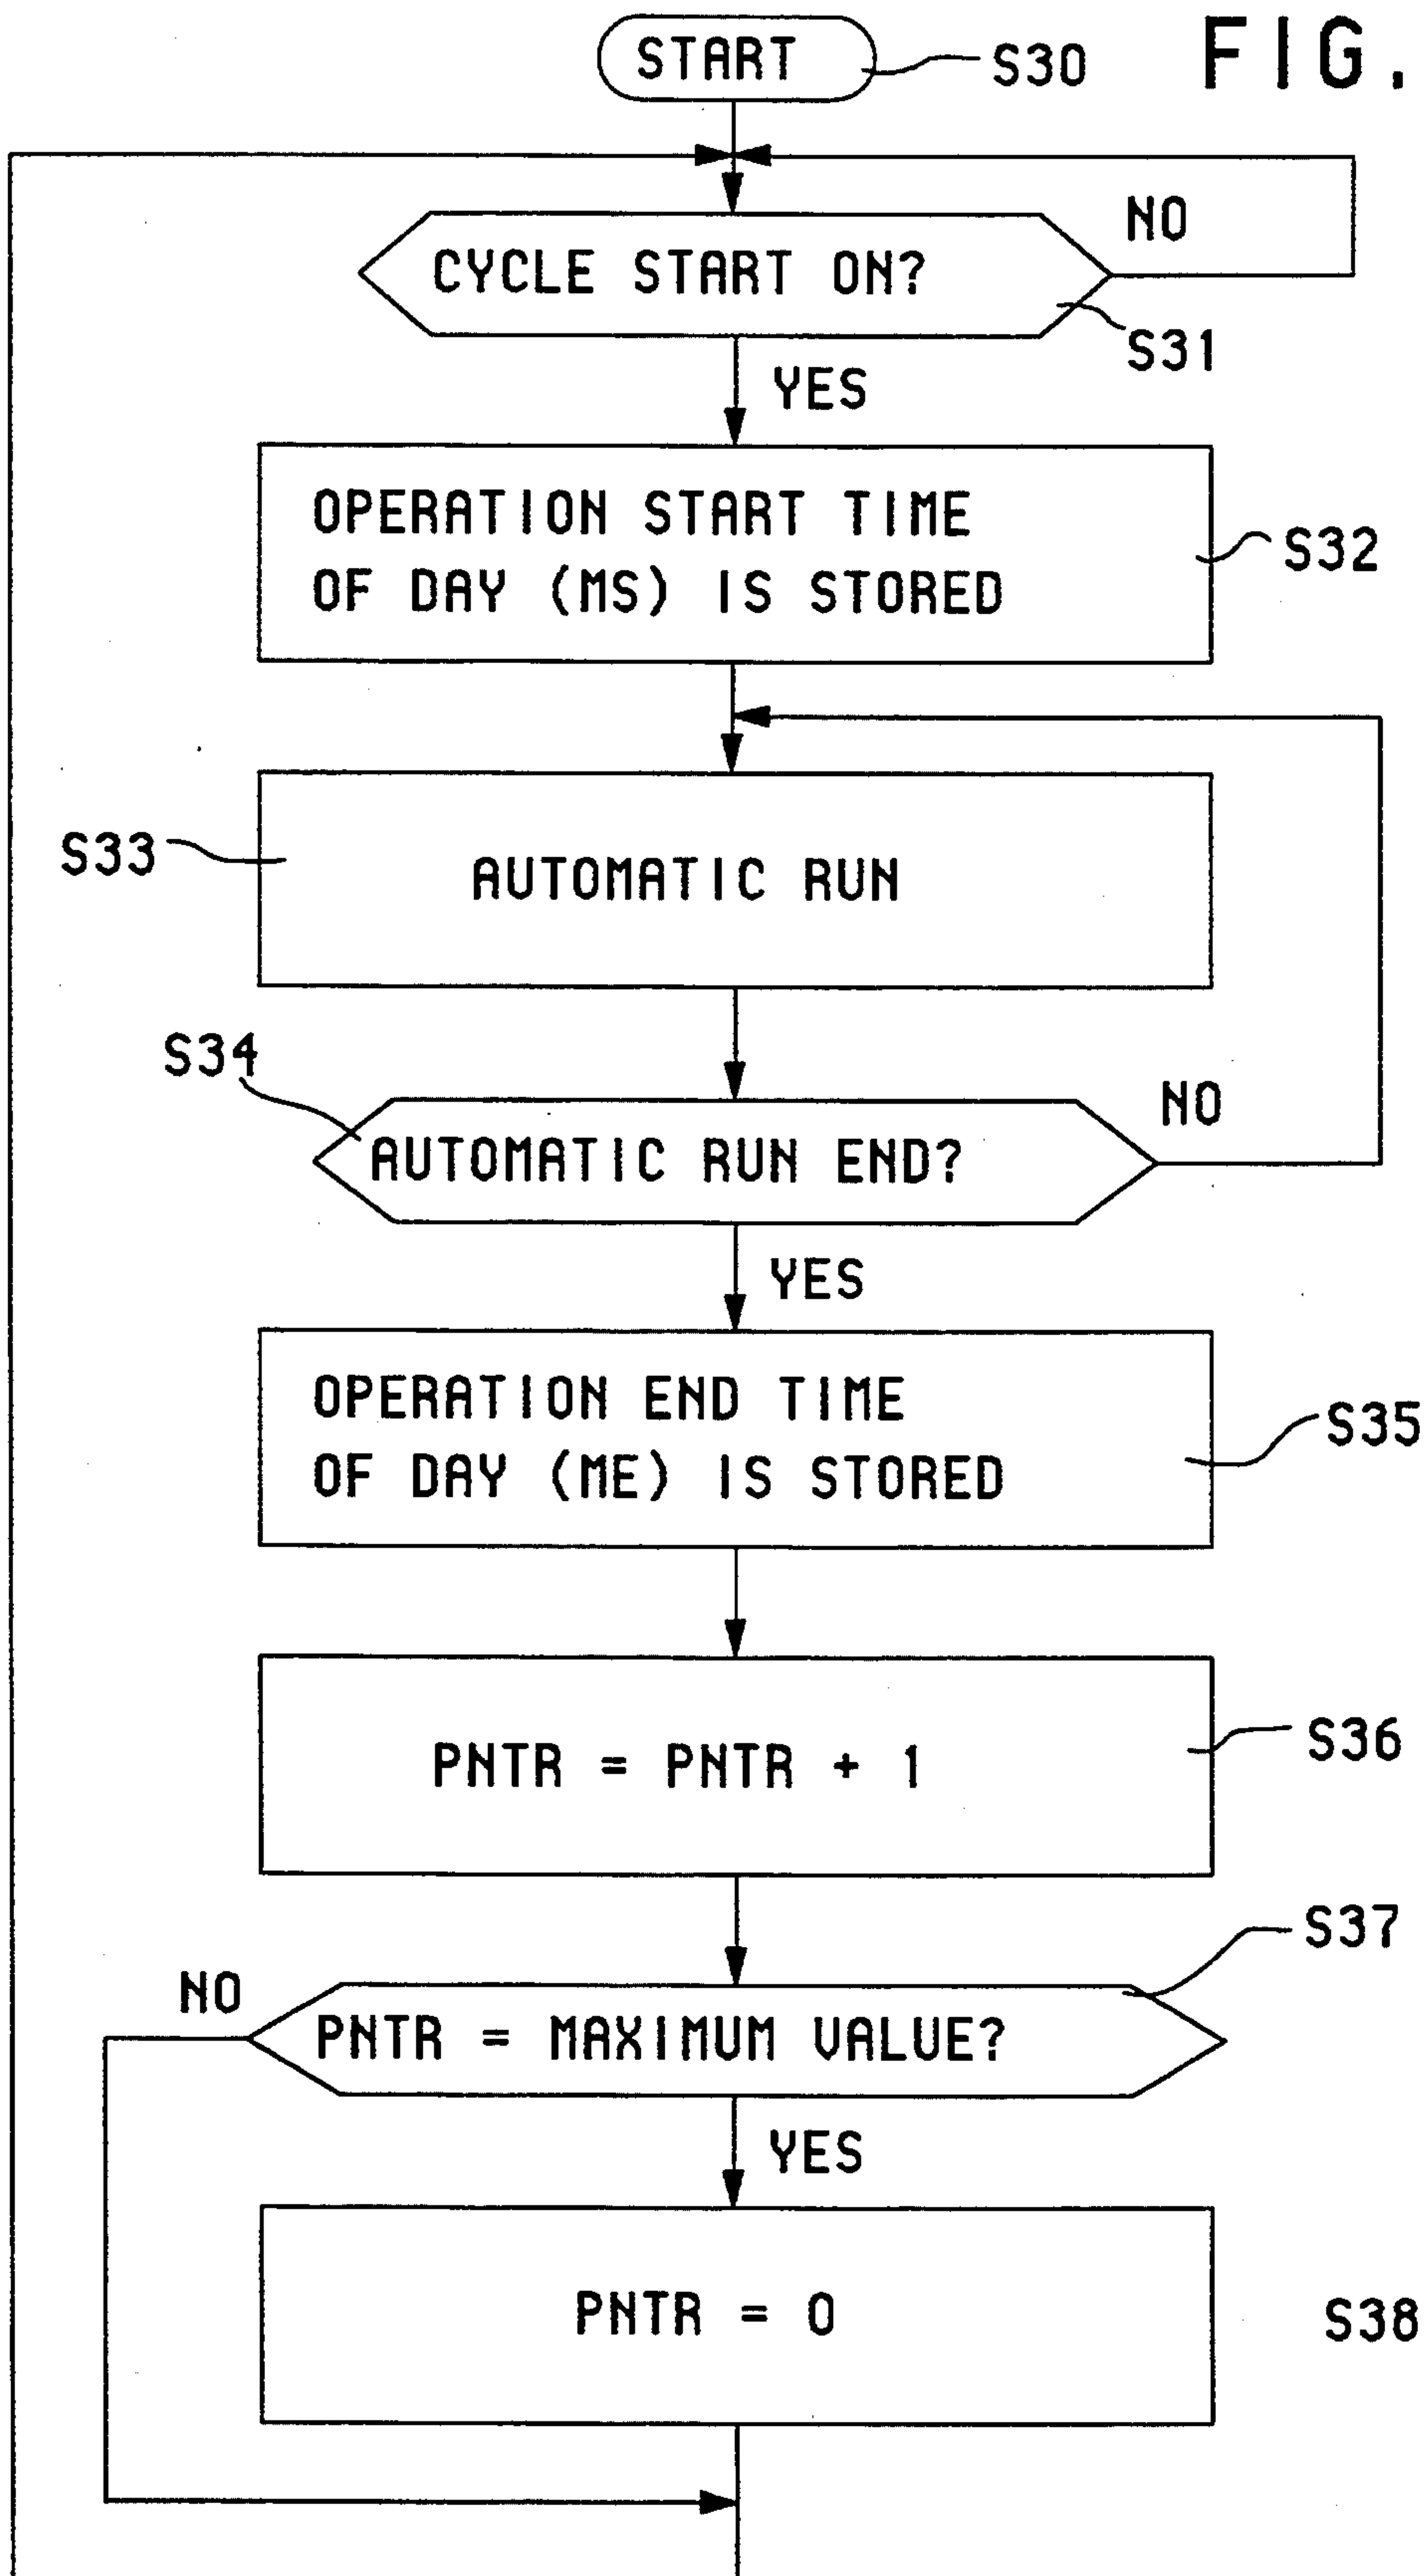 START
S30
FIG.
NO
CYCLE START ON?
S31
YES
OPERATION START TIME
OF DAY (MS) IS STORED
S32
S33
AUTOMATIC RUN
S34
NO
AUTOMATIC RUN END?
YES
OPERATION END TIME
OF DAY (ME) IS STORED
S35
PNTR = PNTR + 1
S36
S37
NO
PNTR = MAXIMUM VALUE?
YES
PNTR = 0
S38